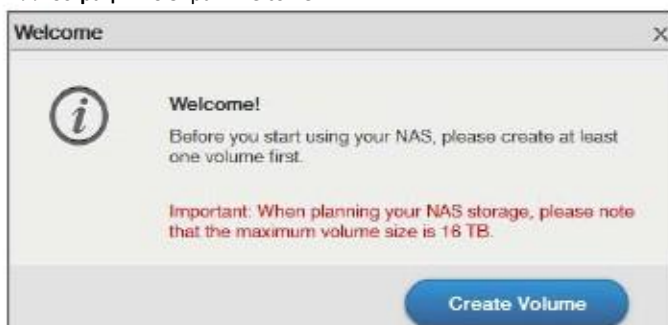 Welcome
Welcome!
Before you start using your NAS, please create at least
one volume first.
Important: When planning your NAS storage, please note
that the maximum volume size is 16 TB.
Create Volume